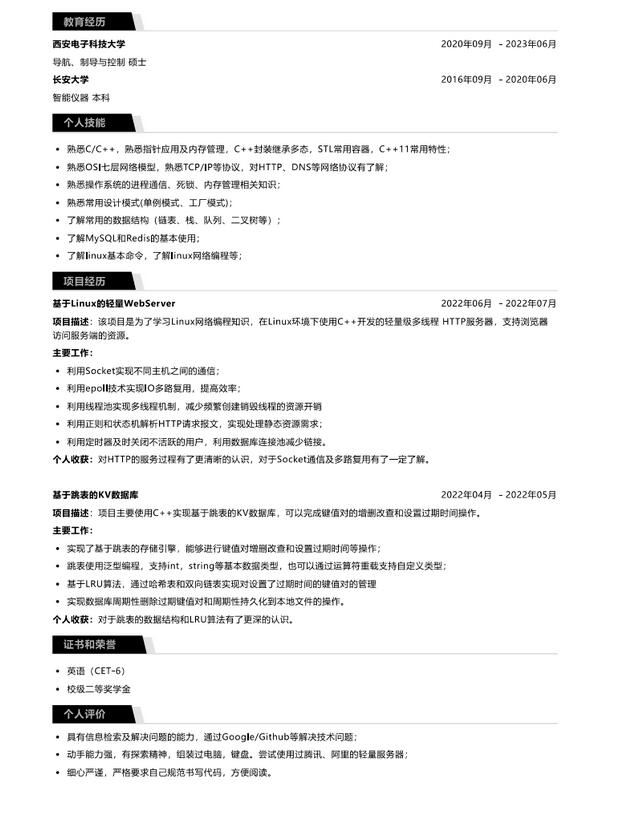 教育经历
西安电子科技大学 2020年09月 - 2023年06月
导航、制导与控制 硕士
长安大学 2016年09月 - 2020年06月
智能仪器 本科
个人技能
• 熟悉C/C++，熟悉指针应用及内存管理，C++封装继承多态，STL常用容器，C++11常用特性；
• 熟悉OSI七层网络模型，熟悉TCP/IP等协议，对HTTP、DNS等网络协议有了解；
• 熟悉操作系统的进程通信、死锁、内存管理相关知识；
• 熟悉常用设计模式(单例模式、工厂模式)；
• 了解常用的数据结构（链表、栈、队列、二叉树等）；
• 了解MySQL和Redis的基本使用；
• 了解linux基本命令，了解linux网络编程等；
项目经历
基于Linux的轻量WebServer 2022年06月 - 2022年07月
项目描述：该项目是为了学习Linux网络编程知识，在Linux环境下使用C++开发的轻量级多线程 HTTP服务器，支持浏览器
访问服务端的资源。
主要工作：
• 利用Socket实现不同主机之间的通信；
• 利用epoll技术实现IO多路复用，提高效率；
• 利用线程池实现多线程机制，减少频繁创建销毁线程的资源开销
• 利用正则和状态机解析HTTP请求报文，实现处理静态资源需求；
• 利用定时器及时关闭不活跃的用户，利用数据库连接池减少链接。
个人收获：对HTTP的服务过程有了更清晰的认识，对于Socket通信及多路复用有了一定了解。
基于跳表的KV数据库 2022年04月 - 2022年05月
项目描述：项目主要使用C++实现基于跳表的KV数据库，可以完成键值对的增删改查和设置过期时间操作。
主要工作：
• 实现了基于跳表的存储引擎，能够进行键值对增删改查和设置过期时间等操作；
• 跳表使用泛型编程，支持int，string等基本数据类型，也可以通过运算符重载支持自定义类型；
• 基于LRU算法，通过哈希表和双向链表实现对设置了过期时间的键值对的管理
• 实现数据库周期性删除过期键值对和周期性持久化到本地文件的操作。
个人收获：对于跳表的数据结构和LRU算法有了更深的认识。
证书和荣誉
• 英语（CET-6）
• 校级二等奖学金
个人评价
• 具有信息检索及解决问题的能力，通过Google/Github等解决技术问题；
• 动手能力强，有探索精神，组装过电脑，键盘。尝试使用过腾讯、阿里的轻量服务器；
• 细心严谨，严格要求自己规范书写代码，方便阅读。